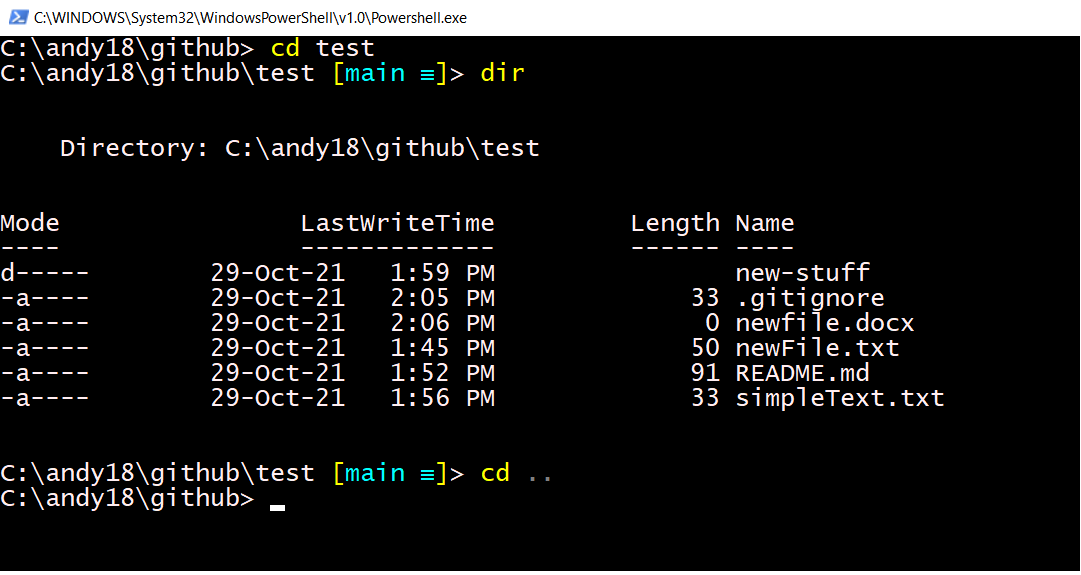 C:\WINDOWS\System32\WindowsPowerShell\v1.0\Powershell.exe
C:\andy18\github> cd test
C:\andy18\github\test [main ≡]> dir
    Directory: C:\andy18\github\test
Mode                LastWriteTime         Length Name
----                -------------         ------ ----
d-----        29-Oct-21   1:59 PM                new-stuff
-a----        29-Oct-21   2:05 PM             33 .gitignore
-a----        29-Oct-21   2:06 PM              0 newfile.docx
-a----        29-Oct-21   1:45 PM             50 newFile.txt
-a----        29-Oct-21   1:52 PM             91 README.md
-a----        29-Oct-21   1:56 PM             33 simpleText.txt
C:\andy18\github\test [main ≡]> cd ..
C:\andy18\github>